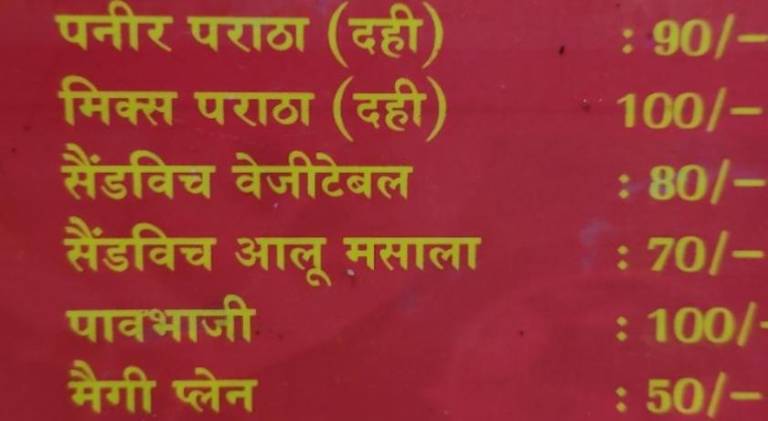 पनीर पराठा (दही) : 90/-
मिक्स पराठा (दही) 100/-
सैंडविच वेजीटेबल : 80/-
सैंडविच आलू मसाला : 70/-
पावभाजी : 100/-
मैगी प्लेन : 50/-